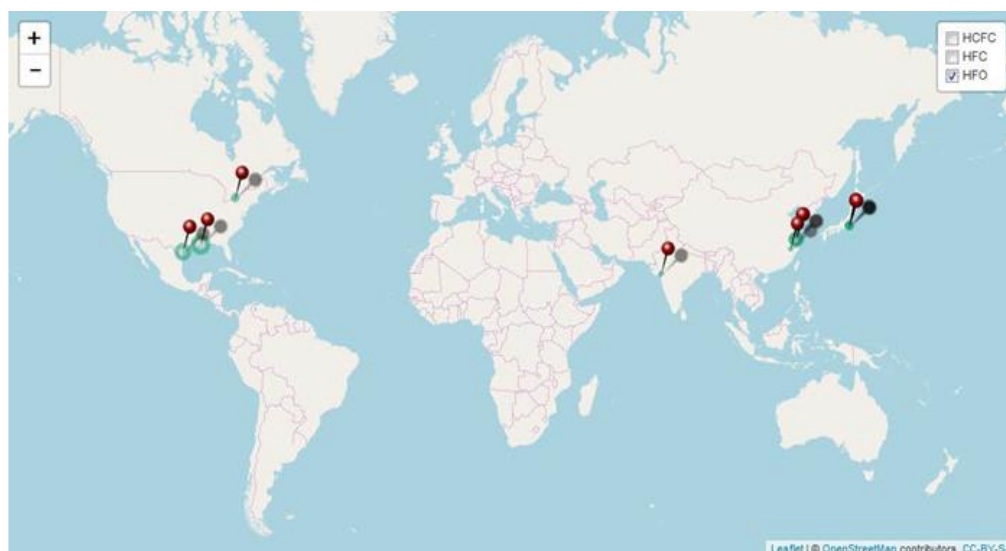 +
−
HCFC
HFC
HFO
Leaflet | © OpenStreetMap contributors, CC-BY-S